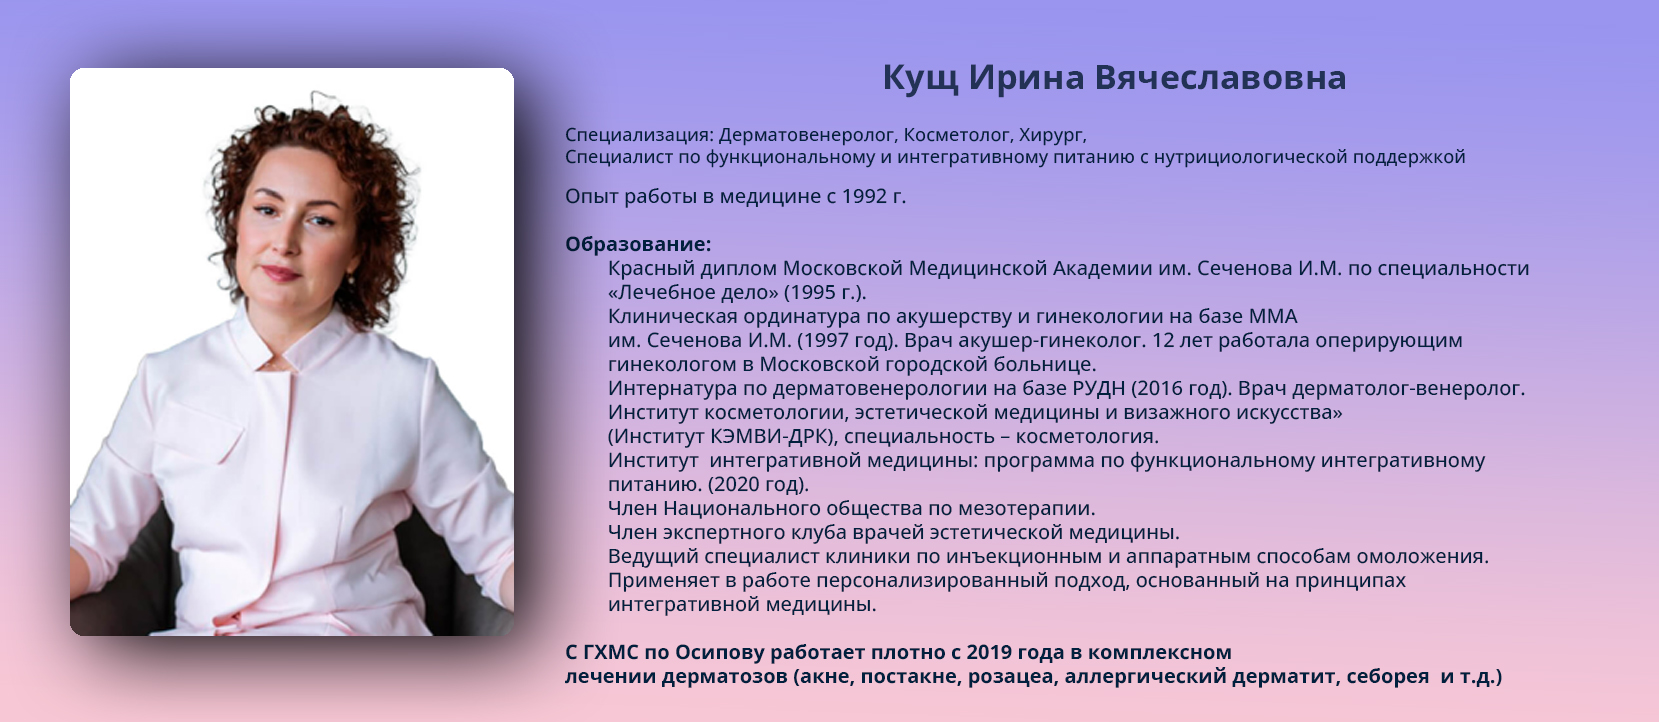 Кущ Ирина Вячеславовна
Специализация: Дерматовенеролог, Косметолог, Хирург,
Специалист по функциональному и интегративному питанию с нутрициологической поддержкой
Опыт работы в медицине с 1992 г.
Образование:
Красный диплом Московской Медицинской Академии им. Сеченова И.М. по специальности
«Лечебное дело» (1995 г.).
Клиническая ординатура по акушерству и гинекологии на базе ММА
им. Сеченова И.М. (1997 год). Врач акушер-гинеколог. 12 лет работала оперирующим
гинекологом в Московской городской больнице.
Интернатура по дерматовенерологии на базе РУДН (2016 год). Врач дерматолог-венеролог.
Институт косметологии, эстетической медицины и визажного искусства»
(Институт КЭМВИ-ДРК), специальность – косметология.
Институт  интегративной медицины: программа по функциональному интегративному
питанию. (2020 год).
Член Национального общества по мезотерапии.
Член экспертного клуба врачей эстетической медицины.
Ведущий специалист клиники по инъекционным и аппаратным способам омоложения.
Применяет в работе персонализированный подход, основанный на принципах
интегративной медицины.
С ГХМС по Осипову работает плотно с 2019 года в комплексном
лечении дерматозов (акне, постакне, розацеа, аллергический дерматит, себорея  и т.д.)